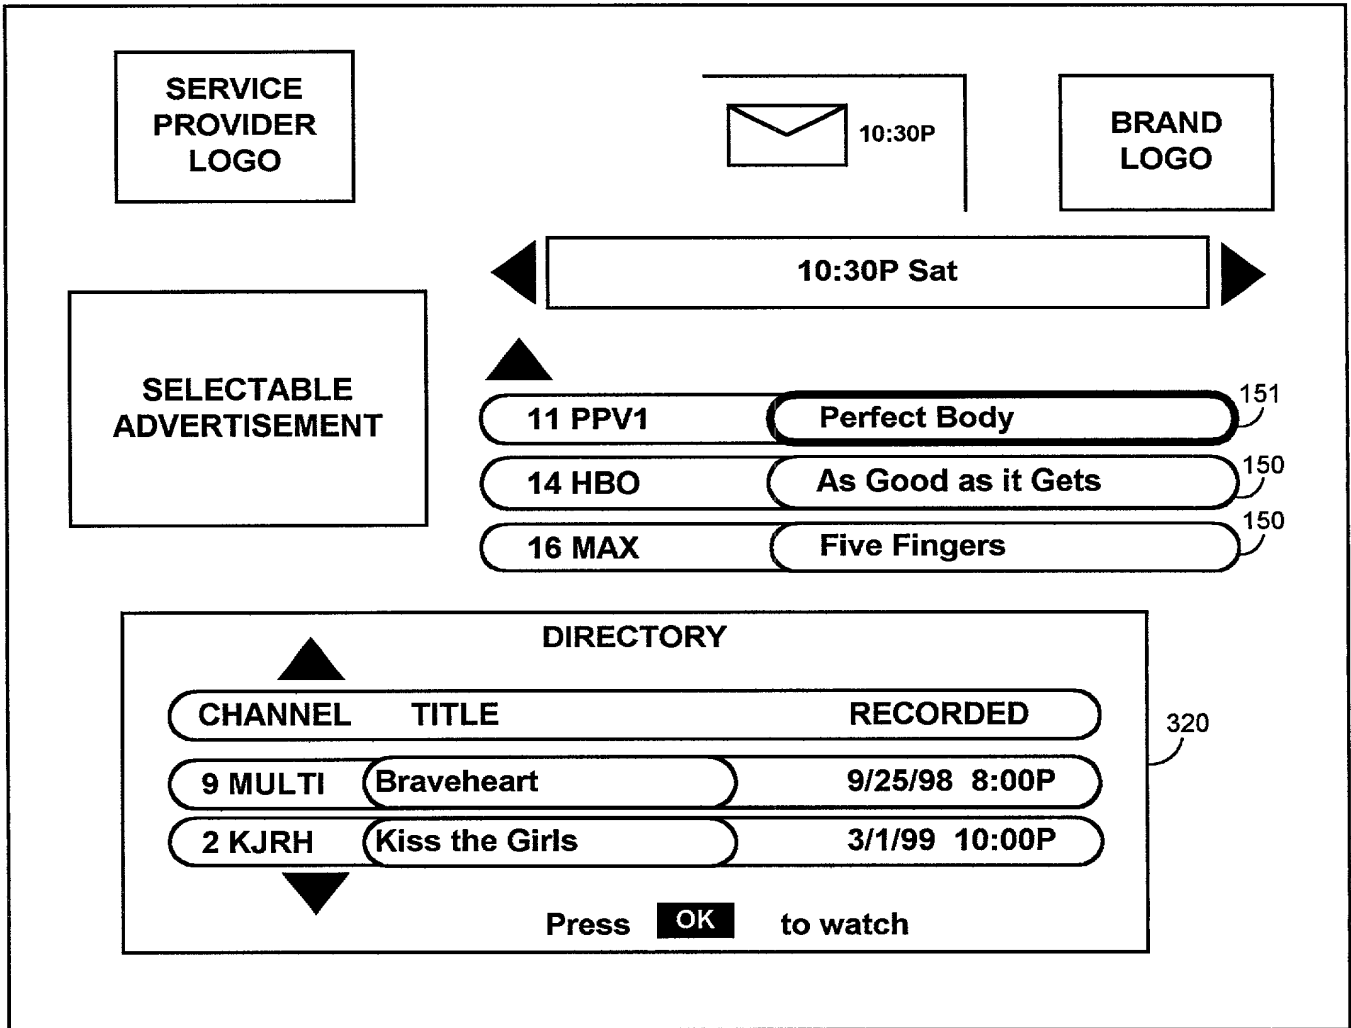 SERVICE
PROVIDER
LOGO
10:30P
BRAND
LOGO
10:30P Sat
SELECTABLE
ADVERTISEMENT
11 PPV1 Perfect Body 151
14 HBO As Good as it Gets 150
16 MAX Five Fingers 150
DIRECTORY
CHANNEL TITLE RECORDED
320
9 MULTI Braveheart 9/25/98 8:00P
2 KJRH Kiss the Girls 3/1/99 10:00P
Press OK to watch